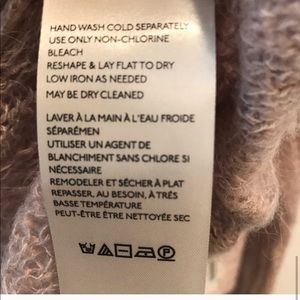 HAND WASH COLD SEPARATELY
USE ONLY NON-CHLORINE
BLEACH
RESHAPE & LAY FLAT TO DRY
LOW IRON AS NEEDED
MAY BE DRY CLEANED
LAVER À LA MAIN À L'EAU FROIDE
SÉPARÉMEN
UTILISER UN AGENT DE
BLANCHIMENT SANS CHLORE SI
NÉCESSAIRE
REMODELER ET SÉCHER À PLAT
REPASSER, AU BESOIN, À TRÉS
BASSE TEMPÉRATURE
PEUT-ÊTRE ÊTRE NETTOYÉE SEC